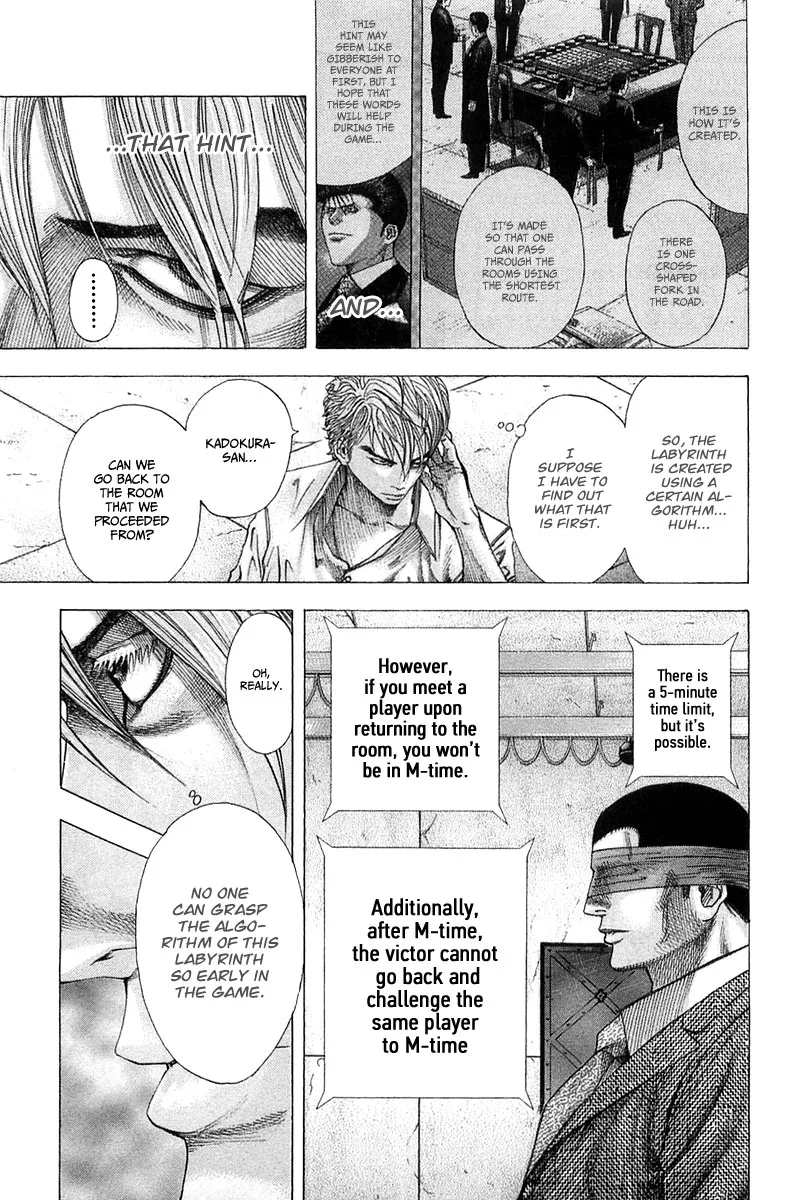 THIS IS
HOW IT'S
CREATED.
THERE
IS ONE
CROSS-
SHAPED
FORK IN
THE ROAD.
IT'S MADE
SO THAT ONE
CAN PASS
THROUGH THE
ROOMS USING
THE SHORTEST
ROUTE.
THIS
HINT MAY
SEEM LIKE
GIBBERISH TO
EVERYONE AT
FIRST, BUT I
HOPE THAT
THESE WORDS
WILL HELP
DURING THE
GAME...
AND...
...THAT HINT...
SO, THE
LABYRINTH
IS CREATED
USING A
CERTAIN AL-
GORITHM...
HUH...
I
SUPPOSE
I HAVE TO
FIND OUT
WHAT THAT
IS FIRST.
KADOKURA-
SAN...
CAN WE
GO BACK TO
THE ROOM
THAT WE
PROCEEDED
FROM?
There is
a 5-minute
time limit,
but it's
possible.
However,
if you meet a
player upon
returning to the
room, you won't
be in M-time.
Additionally,
after M-time,
the victor cannot
go back and
challenge the
same player
to M-time
OH,
REALLY.
NO ONE
CAN GRASP
THE ALGO-
RITHM OF THIS
LABYRINTH
SO EARLY IN
THE GAME.